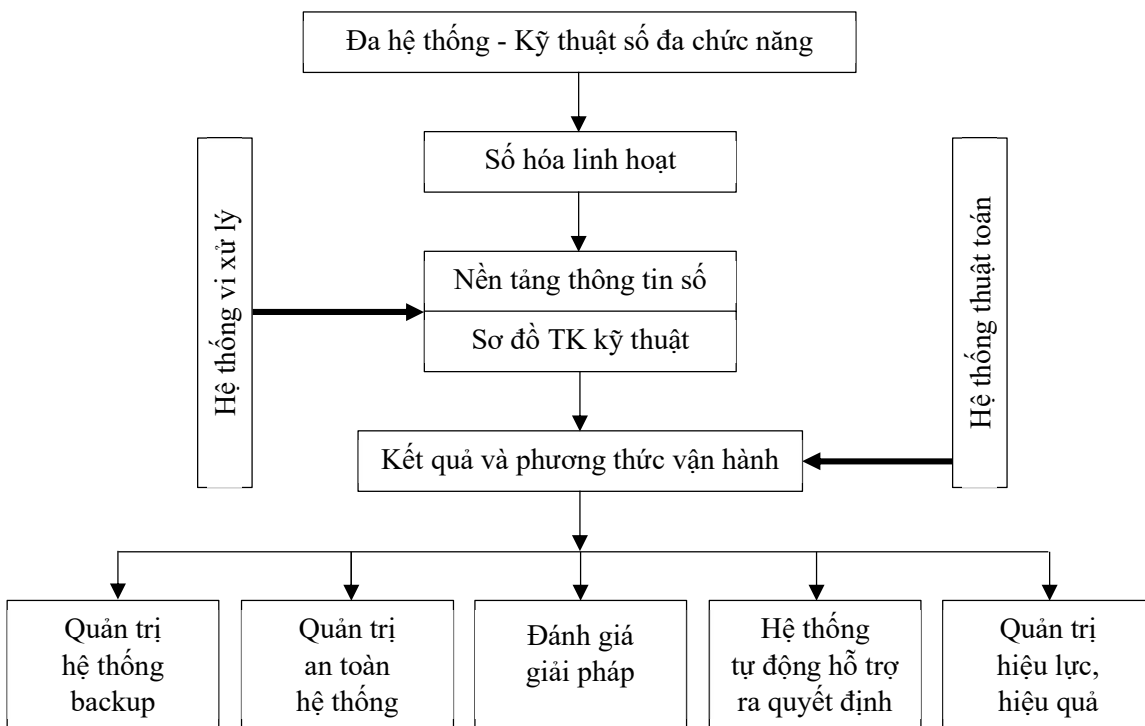 Đa hệ thống - Kỹ thuật số đa chức năng
Số hóa linh hoạt
Hệ thống vi xử lý
Nền tảng thông tin số
Sơ đồ TK kỹ thuật
Hệ thống thuật toán
Kết quả và phương thức vận hành
Quản trị
hệ thống
backup
Quản trị
an toàn
hệ thống
Đánh giá
giải pháp
Hệ thống
tự động hỗ trợ
ra quyết định
Quản trị
hiệu lực,
hiệu quả